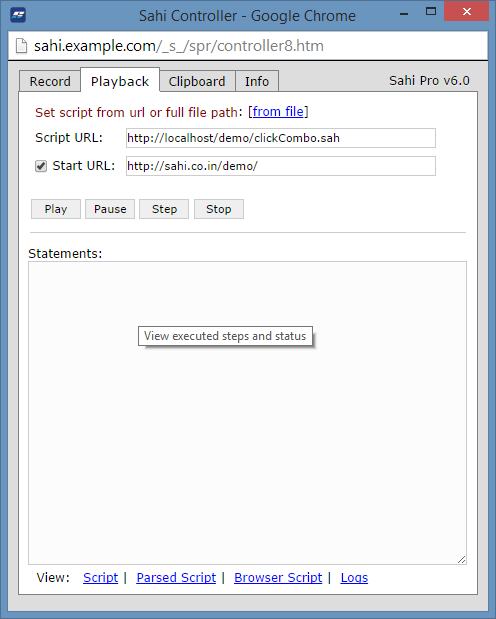 Sahi Controller - Google Chrome
sahi.example.com/_s_/spr/controller8.htm
Record Playback Clipboard Info Sahi Pro v6.0
Set script from url or full file path: [from file]
Script URL: http://localhost/demo/clickCombo.sah
Start URL: http://sahi.co.in/demo/
Play Pause Step Stop
Statements:
View executed steps and status
View: Script | Parsed Script | Browser Script | Logs